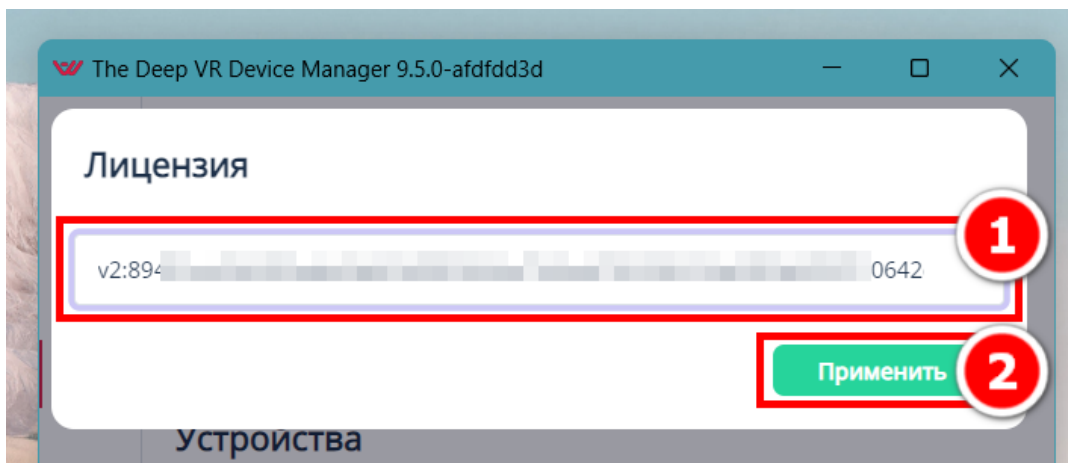 The Deep VR Device Manager 9.5.0-afdfdd3d
Лицензия
1
v2:894
0642
Применить
2
Устройства